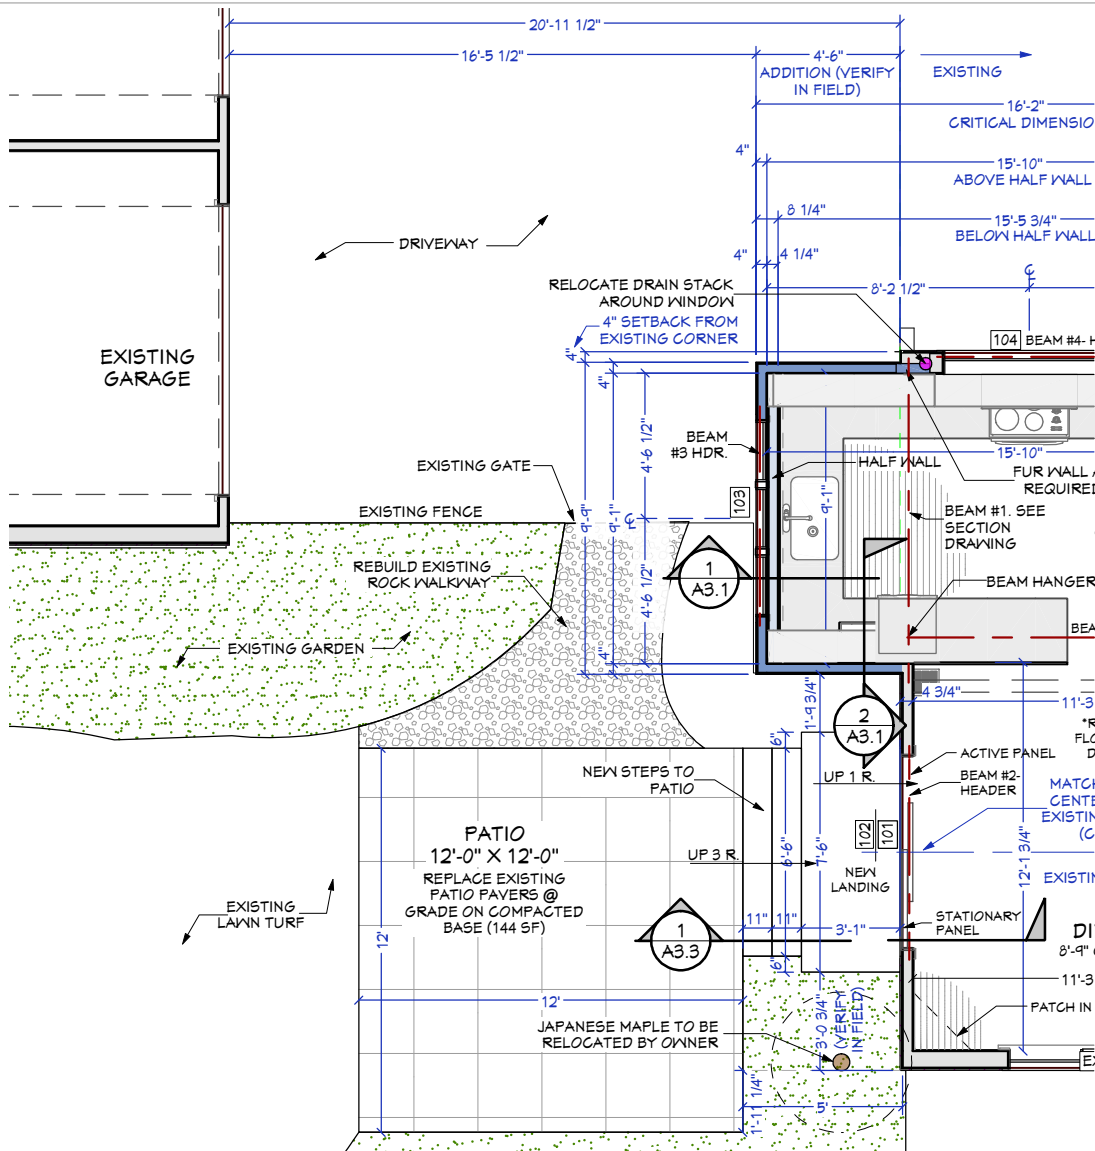 20'-11 1/2"
16'-5 1/2"
4'-6"
ADDITION (VERIFY
IN FIELD)
EXISTING
16'-2"
CRITICAL DIMENSIO
4"
15'-10"
ABOVE HALF WALL
8 1/4"
15'-5 3/4"
BELOW HALF WALL
4"
4 1/4"
DRIVEWAY
8'-2 1/2"
RELOCATE DRAIN STACK
AROUND WINDOW
4" SETBACK FROM
EXISTING CORNER
104
BEAM #4- H
EXISTING
GARAGE
4"
4"
4'-6 1/2"
BEAM
#3 HDR.
15'-10"
HALF WALL
EXISTING GATE
FUR WALL A
REQUIRED
103
9'-1"
EXISTING FENCE
9'-9"
9'-1"
BEAM #1. SEE
SECTION
DRAWING
REBUILD EXISTING
ROCK WALKWAY
1
A3.1
BEAM HANGER
4'-6 1/2"
BEA
EXISTING GARDEN
4"
4 3/4"
11'-3
1'-9 3/4"
2
A3.1
*R
FLO
D
6"
ACTIVE PANEL
NEW STEPS TO
PATIO
UP 1 R.
BEAM #2-
HEADER
MATCH
CENTE
EXISTIN
(C
PATIO
12'-0" X 12'-0"
REPLACE EXISTING
PATIO PAVERS @
GRADE ON COMPACTED
BASE (144 SF)
102
101
UP 3 R.
6'-6"
7'-6"
12'-1 3/4"
NEW
LANDING
EXISTIN
EXISTING
LAWN TURF
12'
1
A3.3
11"
11"
3'-1"
STATIONARY
PANEL
DI
8'-9"
6"
11'-3
12'
3'-0 3/4"
(VERIFY
IN FIELD)
PATCH IN
JAPANESE MAPLE TO BE
RELOCATED BY OWNER
EX
1'-11 1/4"
5'